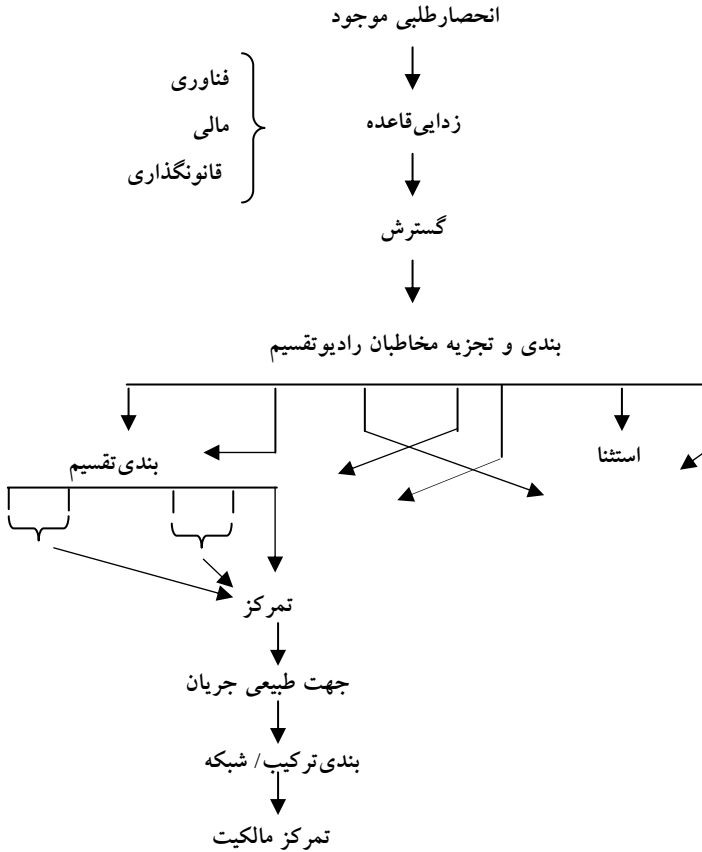 انحصارطلبی موجود
فناوری
زدایی‌قاعده
مالی
قانونگذاری
گسترش
بندی و تجزیه مخاطبان رادیوتقسیم
بندی‌تقسیم
استثنا
تمرکز
جهت طبیعی جریان
بندی‌ترکیب/ شبکه
تمرکز مالکیت